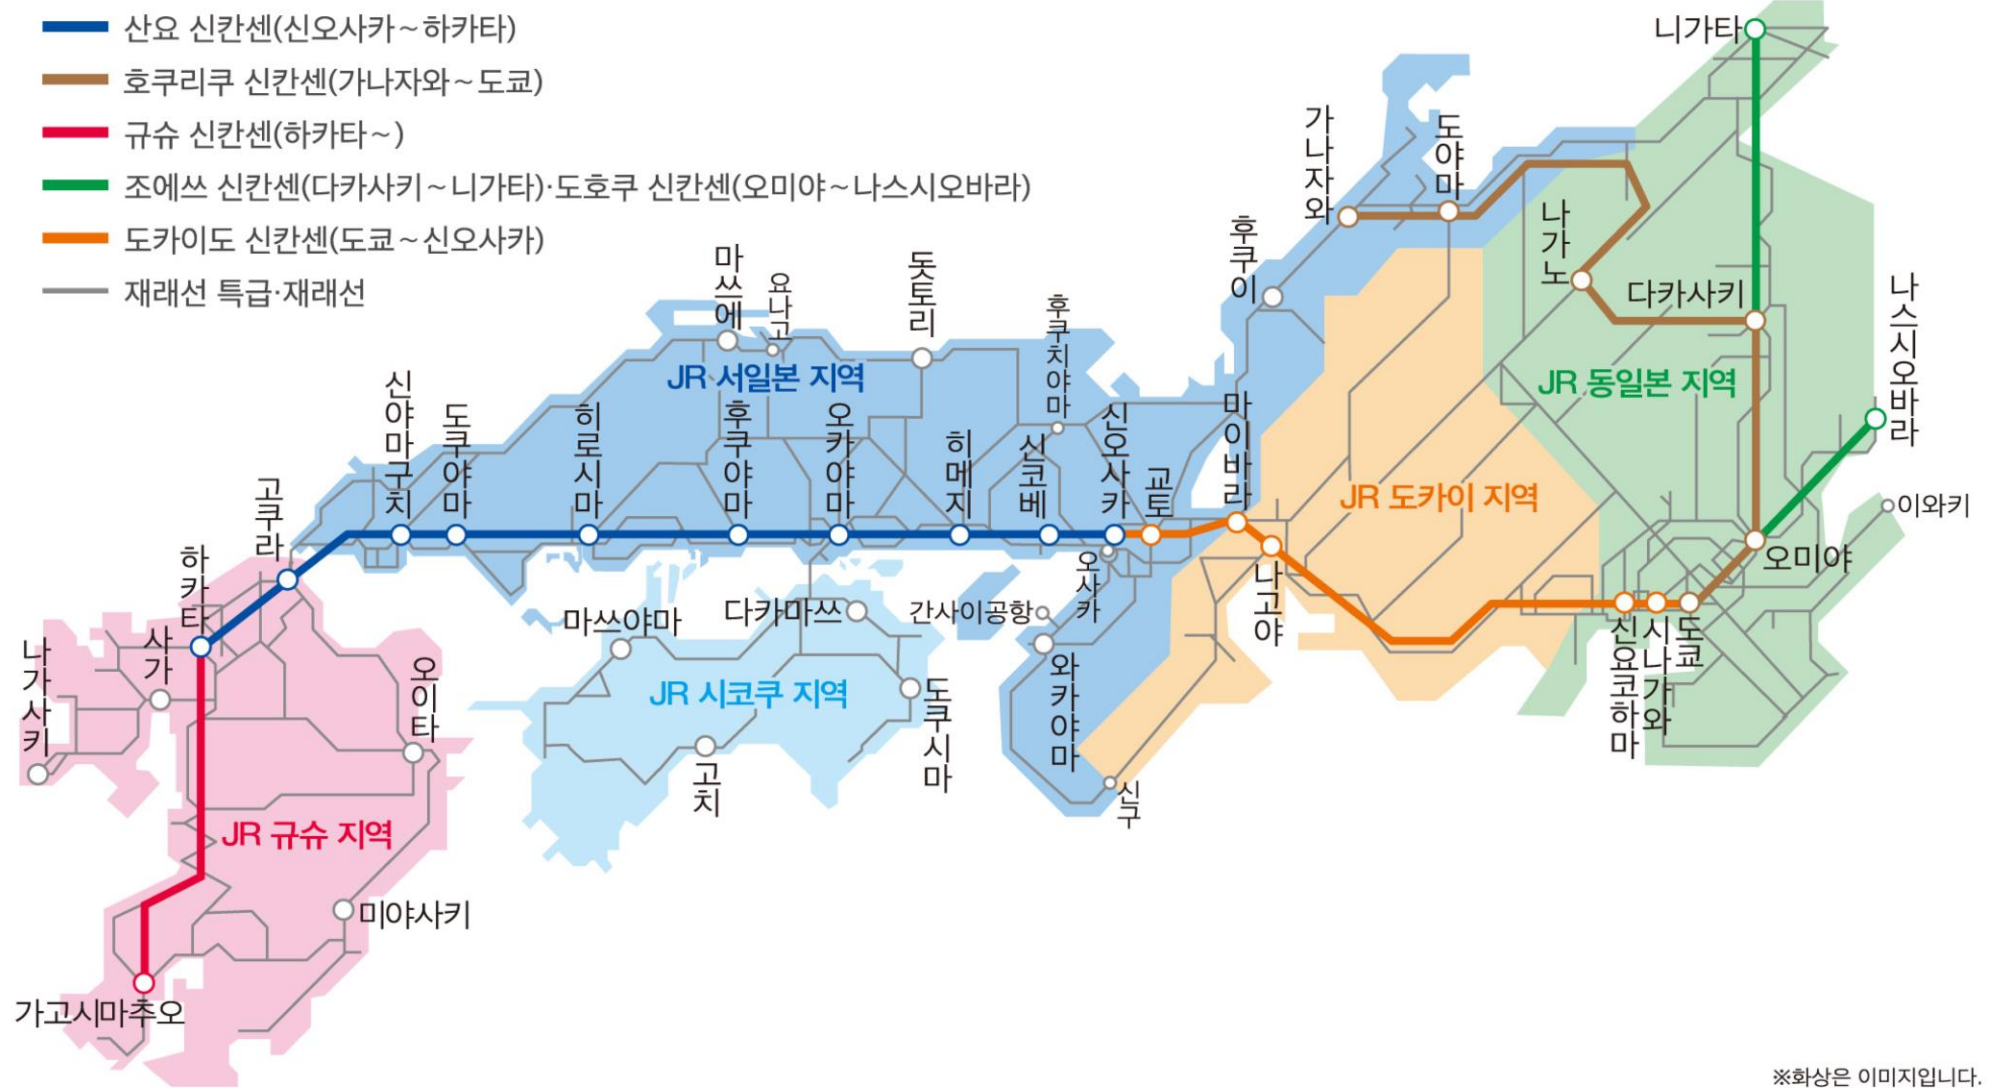 산요 신칸센(신오사카~하카타)
호쿠리쿠 신칸센(가나자와~도쿄)
규슈 신칸센(하카타~)
조에쓰 신칸센(다카사키~니가타)·도호쿠 신칸센(오미야~나스시오바라)
도카이도 신칸센(도쿄~신오사카)
재래선 특급·재래선
니가타
가나자와
도야마
나가노
후쿠이
다카사키
나스시오바라
마쓰에
요나고
돗토리
후쿠치야마
JR 서일본 지역
JR 동일본 지역
신야마구치
도쿠야마
히로시마
후쿠야마
오카야마
히메지
신코베
신오사카
교토
마이바라
JR 도카이 지역
이와키
고쿠라
하카타
오사카
나고야
오미야
신요코하마
시나가와
도쿄
나가사키
사가
오이타
마쓰야마
다카마쓰
간사이공항
와카야마
JR 시코쿠 지역
도쿠시마
고치
신구
JR 규슈 지역
미야사키
가고시마추오
※화상은 이미지입니다.